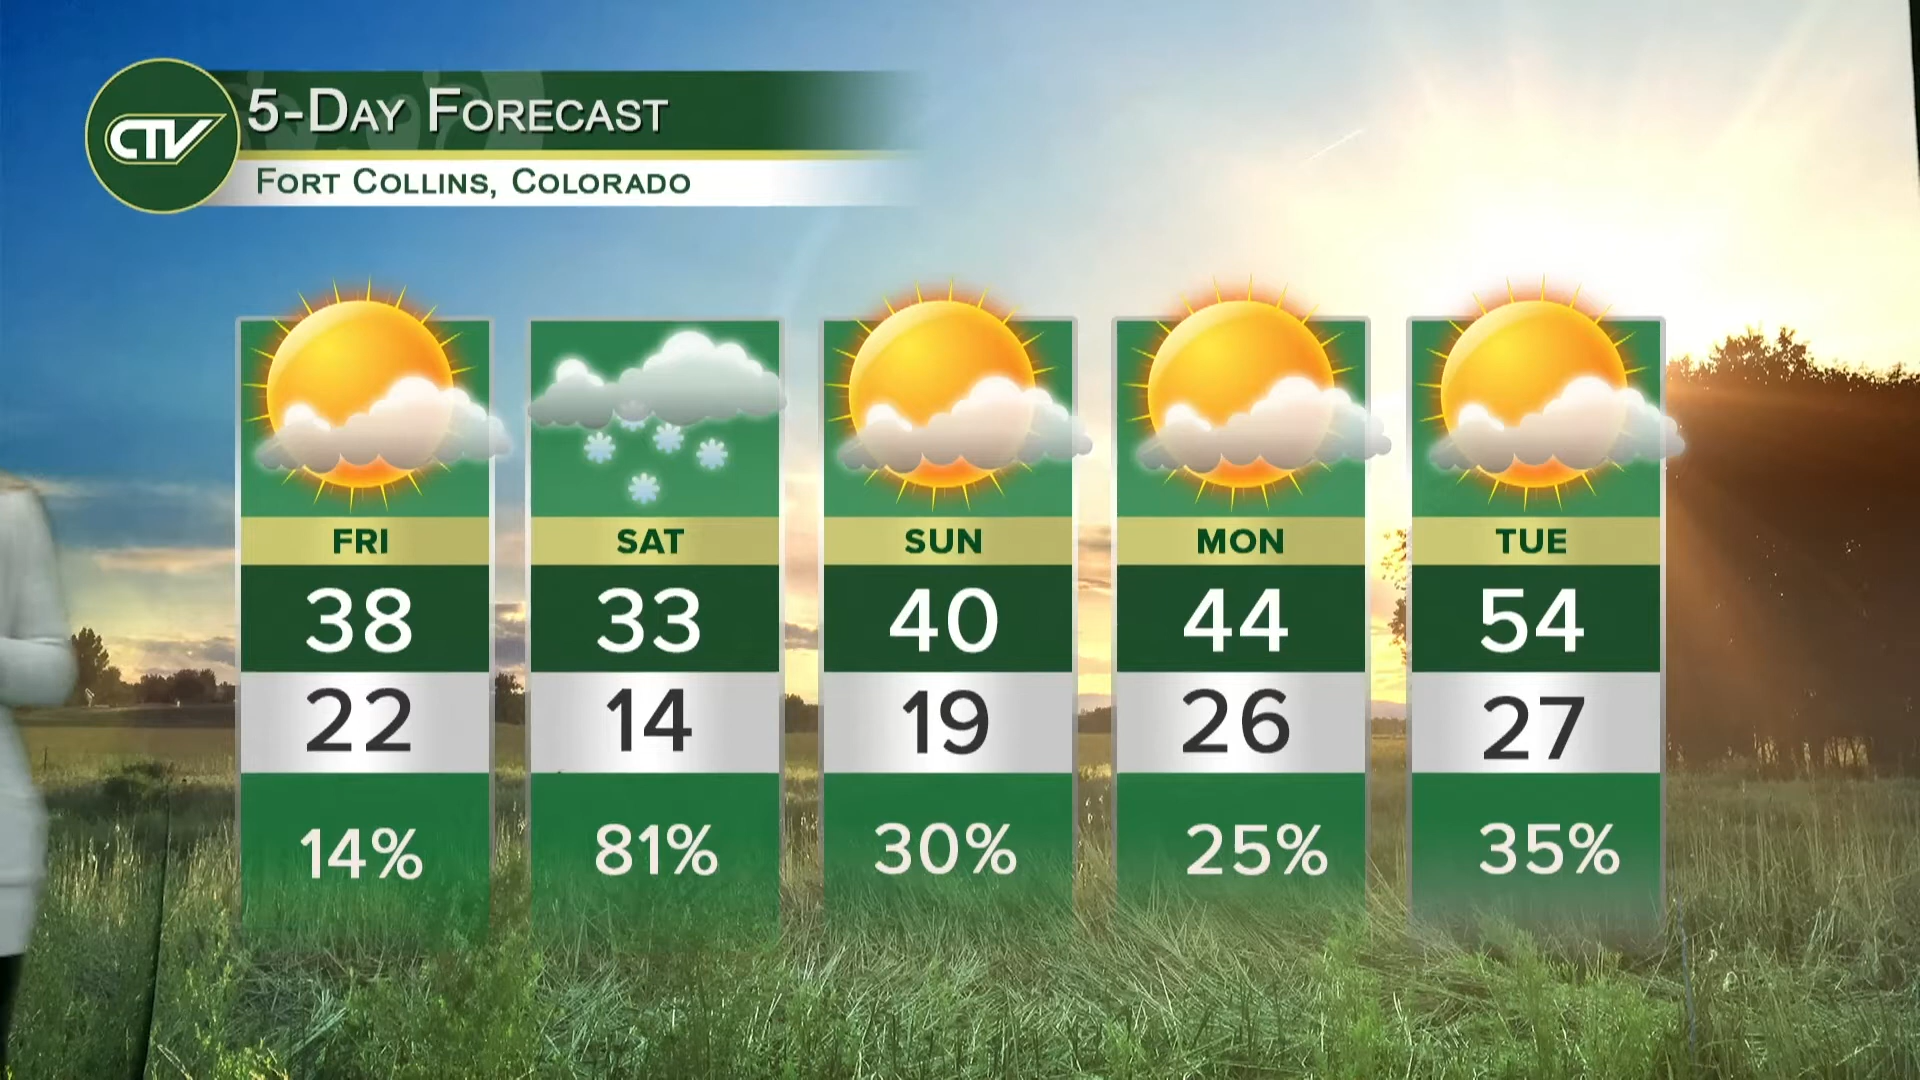 CTV
5-DAY FORECAST
FORT COLLINS, COLORADO
FRI SAT SUN MON TUE
38 33 40 44 54
22 14 19 26 27
14% 81% 30% 25% 35%